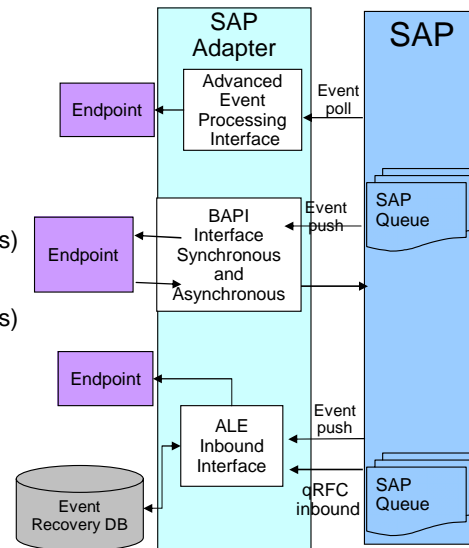 SAP
Adapter
SAP
Advanced
Event
Processing
Interface
Endpoint
Event
poll
SAP
Queue
BAPI
Interface
Synchronous
and
Asynchronous
Event
push
s)
Endpoint
s)
Endpoint
ALE
Inbound
Interface
Event
push
qRFC
inbound
SAP
Queue
Event
Recovery DB